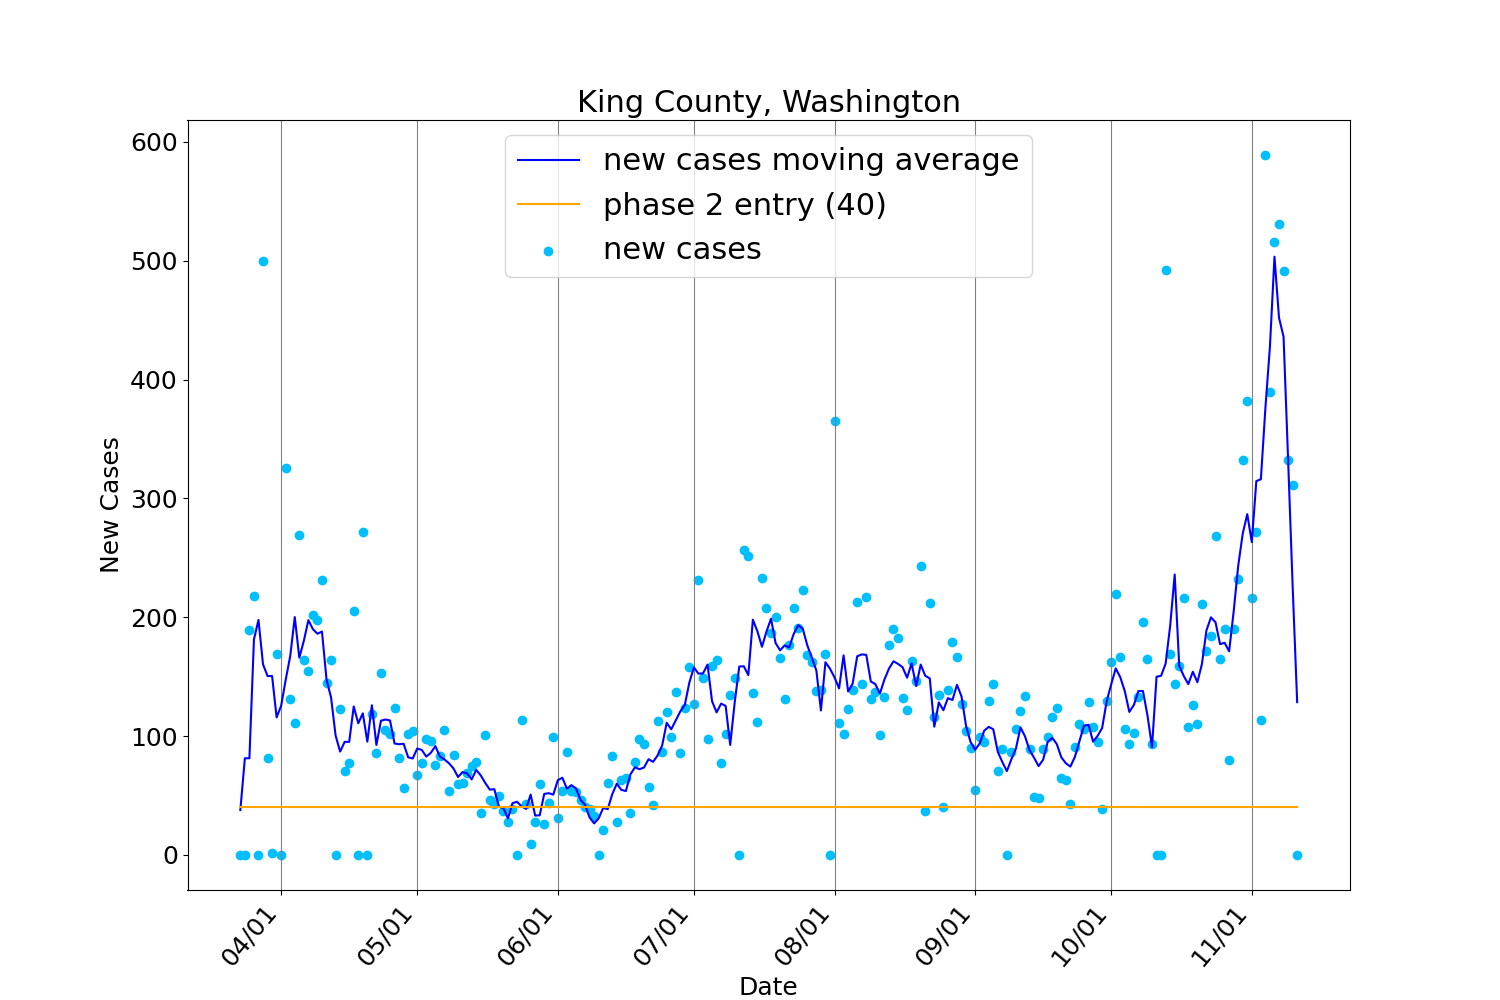 King County, Washington
new cases moving average
phase 2 entry (40)
new cases
600
500
400
300
200
100
0
New Cases
04/01
05/01
06/01
07/01
08/01
09/01
10/01
11/01
Date